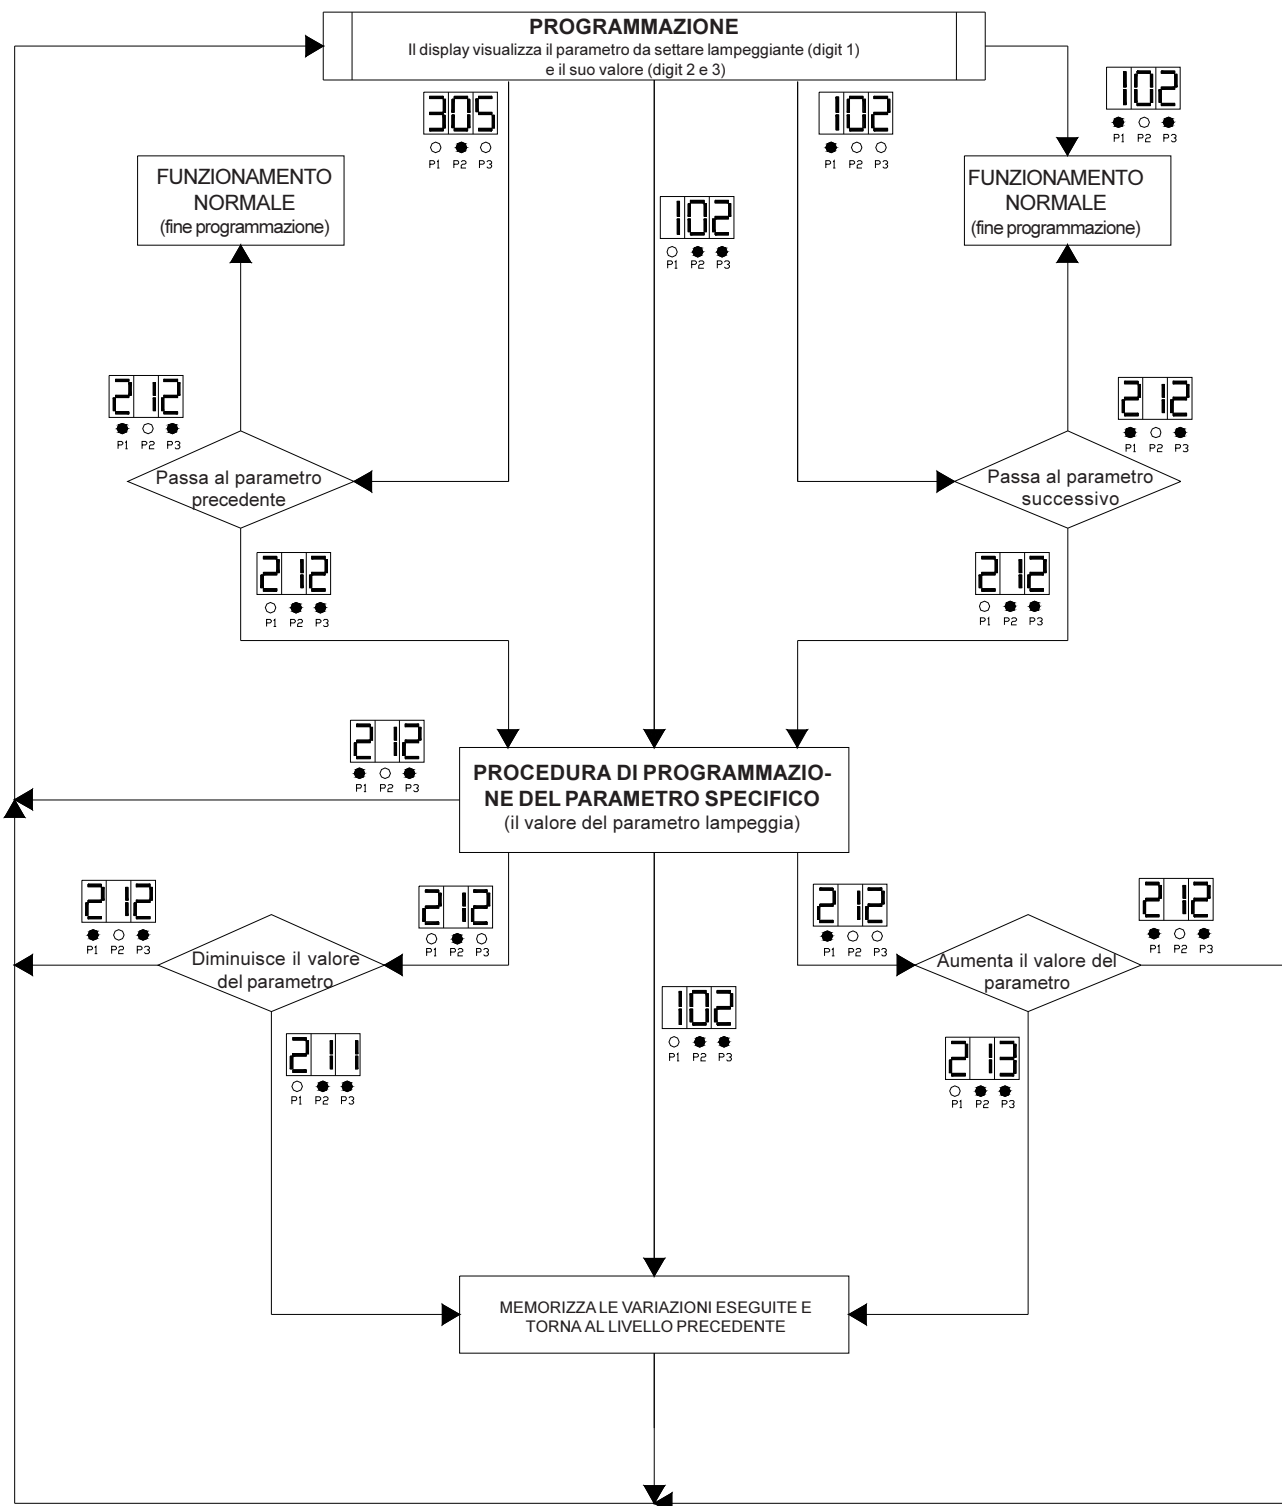 PROGRAMMAZIONE
Il display visualizza il parametro da settare lampeggiante (digit 1)
e il suo valore (digit 2 e 3)
305
P1 P2 P3
102
P1 P2 P3
102
P1 P2 P3
FUNZIONAMENTO
NORMALE
(fine programmazione)
102
P1 P2 P3
FUNZIONAMENTO
NORMALE
(fine programmazione)
212
P1 P2 P3
212
P1 P2 P3
Passa al parametro
precedente
Passa al parametro
successivo
212
P1 P2 P3
212
P1 P2 P3
212
P1 P2 P3
PROCEDURA DI PROGRAMMAZIO-
NE DEL PARAMETRO SPECIFICO
(il valore del parametro lampeggia)
212
P1 P2 P3
212
P1 P2 P3
212
P1 P2 P3
212
P1 P2 P3
Diminuisce il valore
del parametro
Aumenta il valore del
parametro
102
P1 P2 P3
211
P1 P2 P3
213
P1 P2 P3
MEMORIZZA LE VARIAZIONI ESEGUITE E
TORNA AL LIVELLO PRECEDENTE